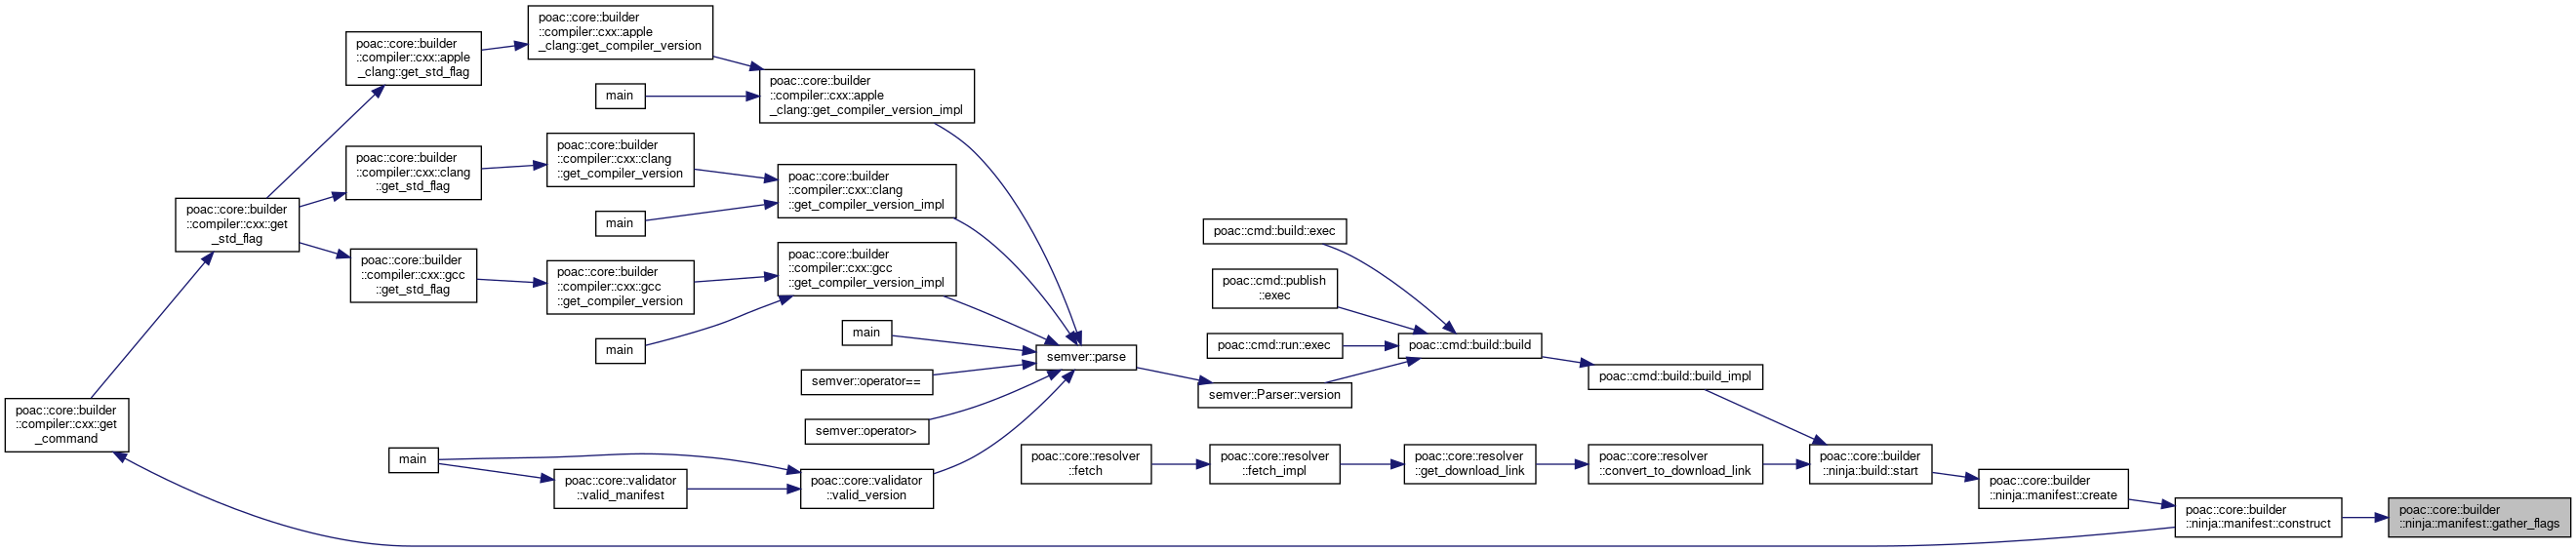 poac::core::builder
::compiler::cxx::get
_command
poac::core::builder
::compiler::cxx::get
_std_flag
poac::core::builder
::compiler::cxx::apple
_clang::get_std_flag
poac::core::builder
::compiler::cxx::clang
::get_std_flag
poac::core::builder
::compiler::cxx::gcc
::get_std_flag
main
poac::core::builder
::compiler::cxx::apple
_clang::get_compiler_version
main
poac::core::builder
::compiler::cxx::clang
::get_compiler_version
main
poac::core::builder
::compiler::cxx::gcc
::get_compiler_version
main
poac::core::validator
::valid_manifest
poac::core::builder
::compiler::cxx::apple
_clang::get_compiler_version_impl
poac::core::builder
::compiler::cxx::clang
::get_compiler_version_impl
poac::core::builder
::compiler::cxx::gcc
::get_compiler_version_impl
main
semver::operator==
semver::operator>
poac::core::validator
::valid_version
semver::parse
poac::core::resolver
::fetch
poac::cmd::build::exec
poac::cmd::publish
::exec
poac::cmd::run::exec
semver::Parser::version
poac::core::resolver
::fetch_impl
poac::cmd::build::build
poac::core::resolver
::get_download_link
poac::cmd::build::build_impl
poac::core::resolver
::convert_to_download_link
poac::core::builder
::ninja::build::start
poac::core::builder
::ninja::manifest::create
poac::core::builder
::ninja::manifest::construct
poac::core::builder
::ninja::manifest::gather_flags